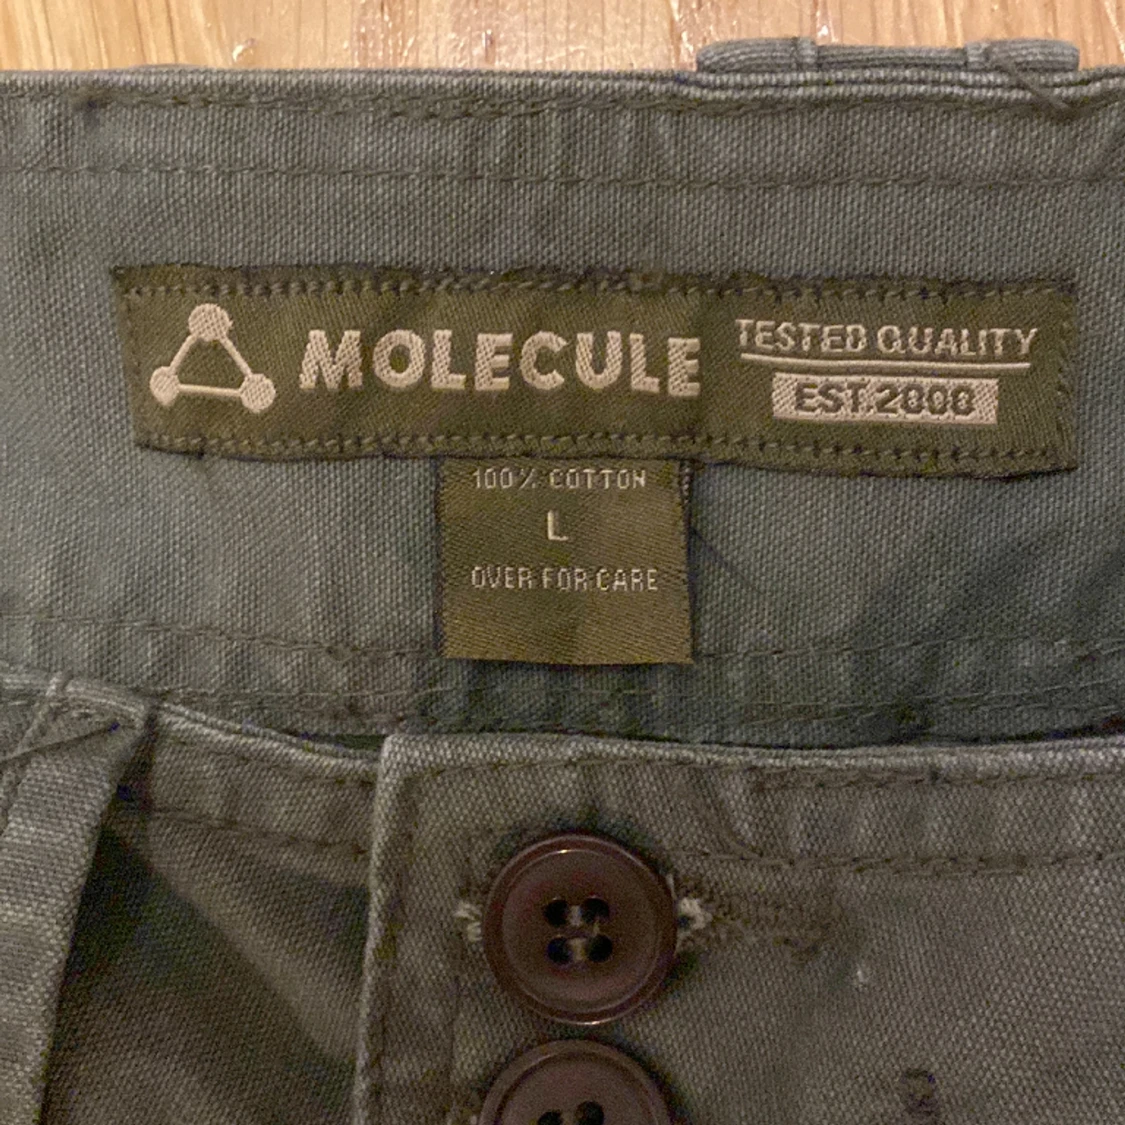 MOLECULE
TESTED QUALITY
EST.2008
100% COTTON
L
OVER FOR CARE